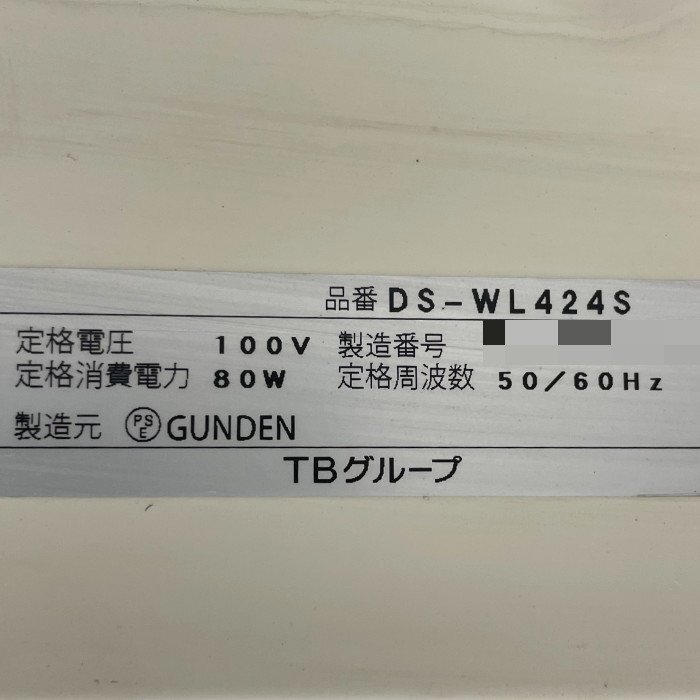 品番 DS-WL424S
定格電圧 100V 製造番号
定格消費電力 80W 定格周波数 50/60Hz
製造元 PSE GUNDEN
TBグループ